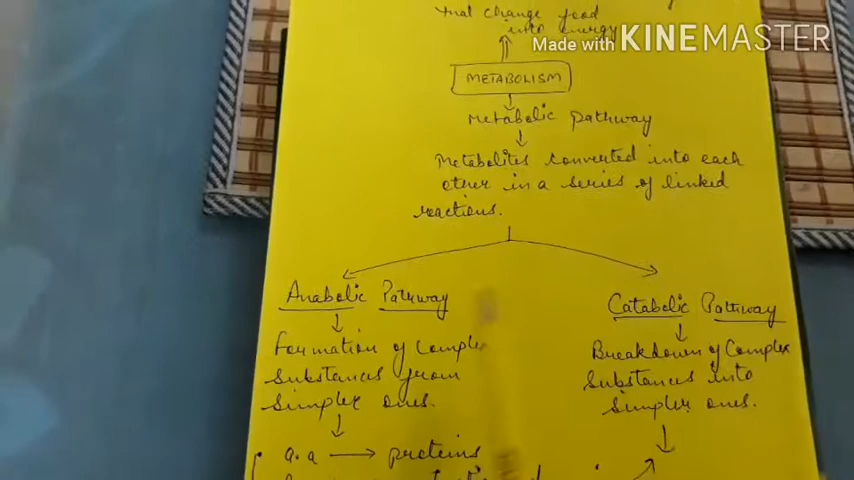 that change food
into energy
Made with KINEMASTER
METABOLISM
Metabolic pathway
Metabolites converted into each
other in a series of linked
reactions.
Anabolic Pathway
Catabolic Pathway
Formation of Complex
Substances from
Simplex ones.
Breakdown of Complex
Substances into
Simpler ones.
a.a → proteins